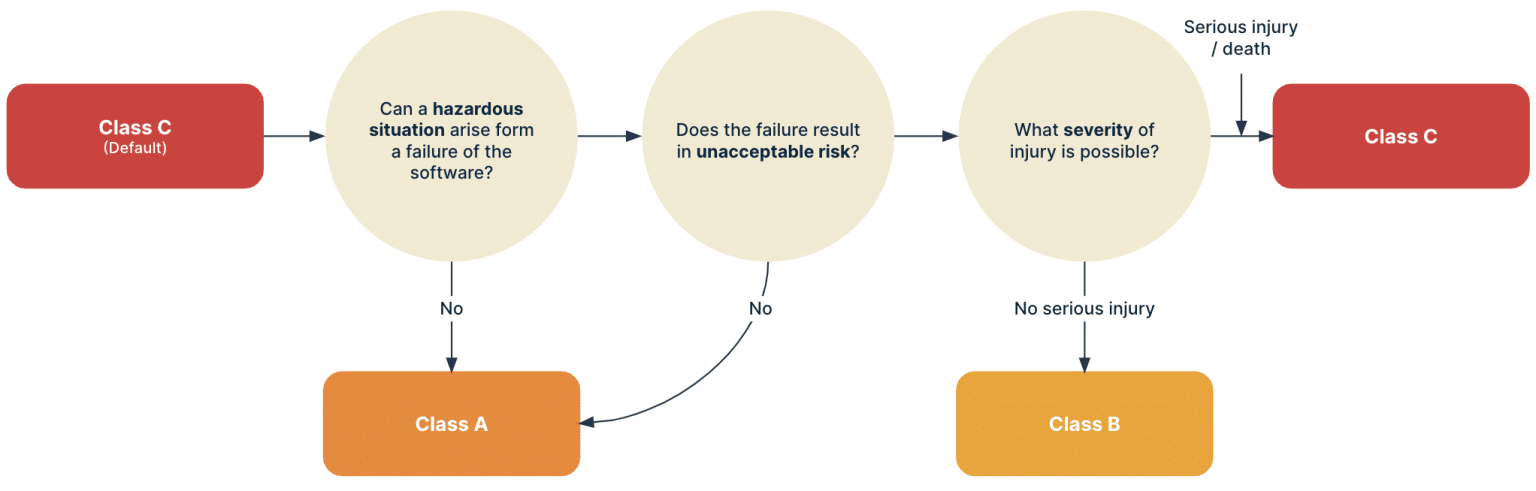 Serious injury
/ death
Class C
(Default)
Can a hazardous
situation arise form
a failure of the
software?
Does the failure result
in unacceptable risk?
What severity of
injury is possible?
Class C
No
No
No serious injury
Class A
Class B